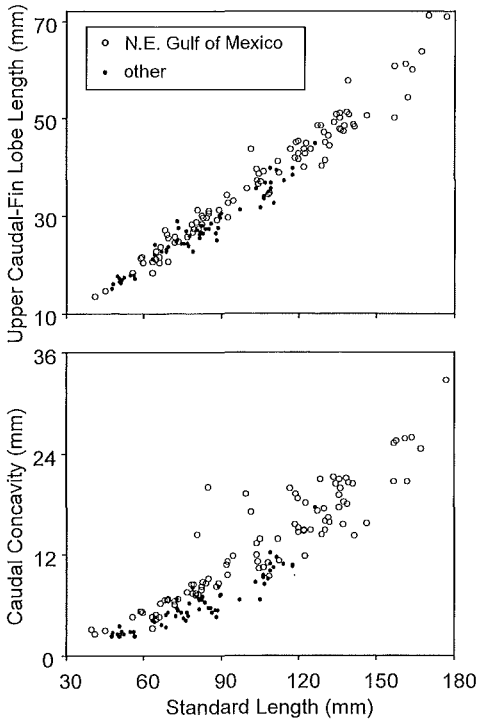 Upper Caudal-Fin Lobe Length (mm)
70
50
30
10
N.E. Gulf of Mexico
other
Caudal Concavity (mm)
36
24
12
0
30 60 90 120 150 180
Standard Length (mm)